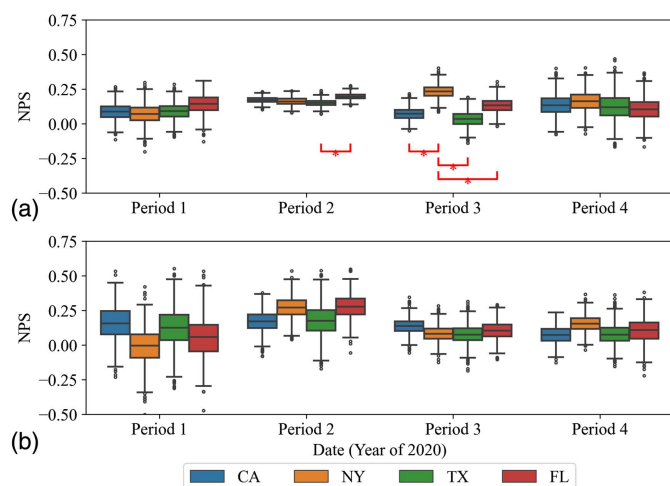 0.75
0.50
0.25
NPS
0.00
−0.25
*
*
*
*
−0.50
(a)
Period 1 Period 2 Period 3 Period 4
0.75
0.50
0.25
NPS
0.00
−0.25
−0.50
(b)
Period 1 Period 2 Period 3 Period 4
Date (Year of 2020)
CA NY TX FL